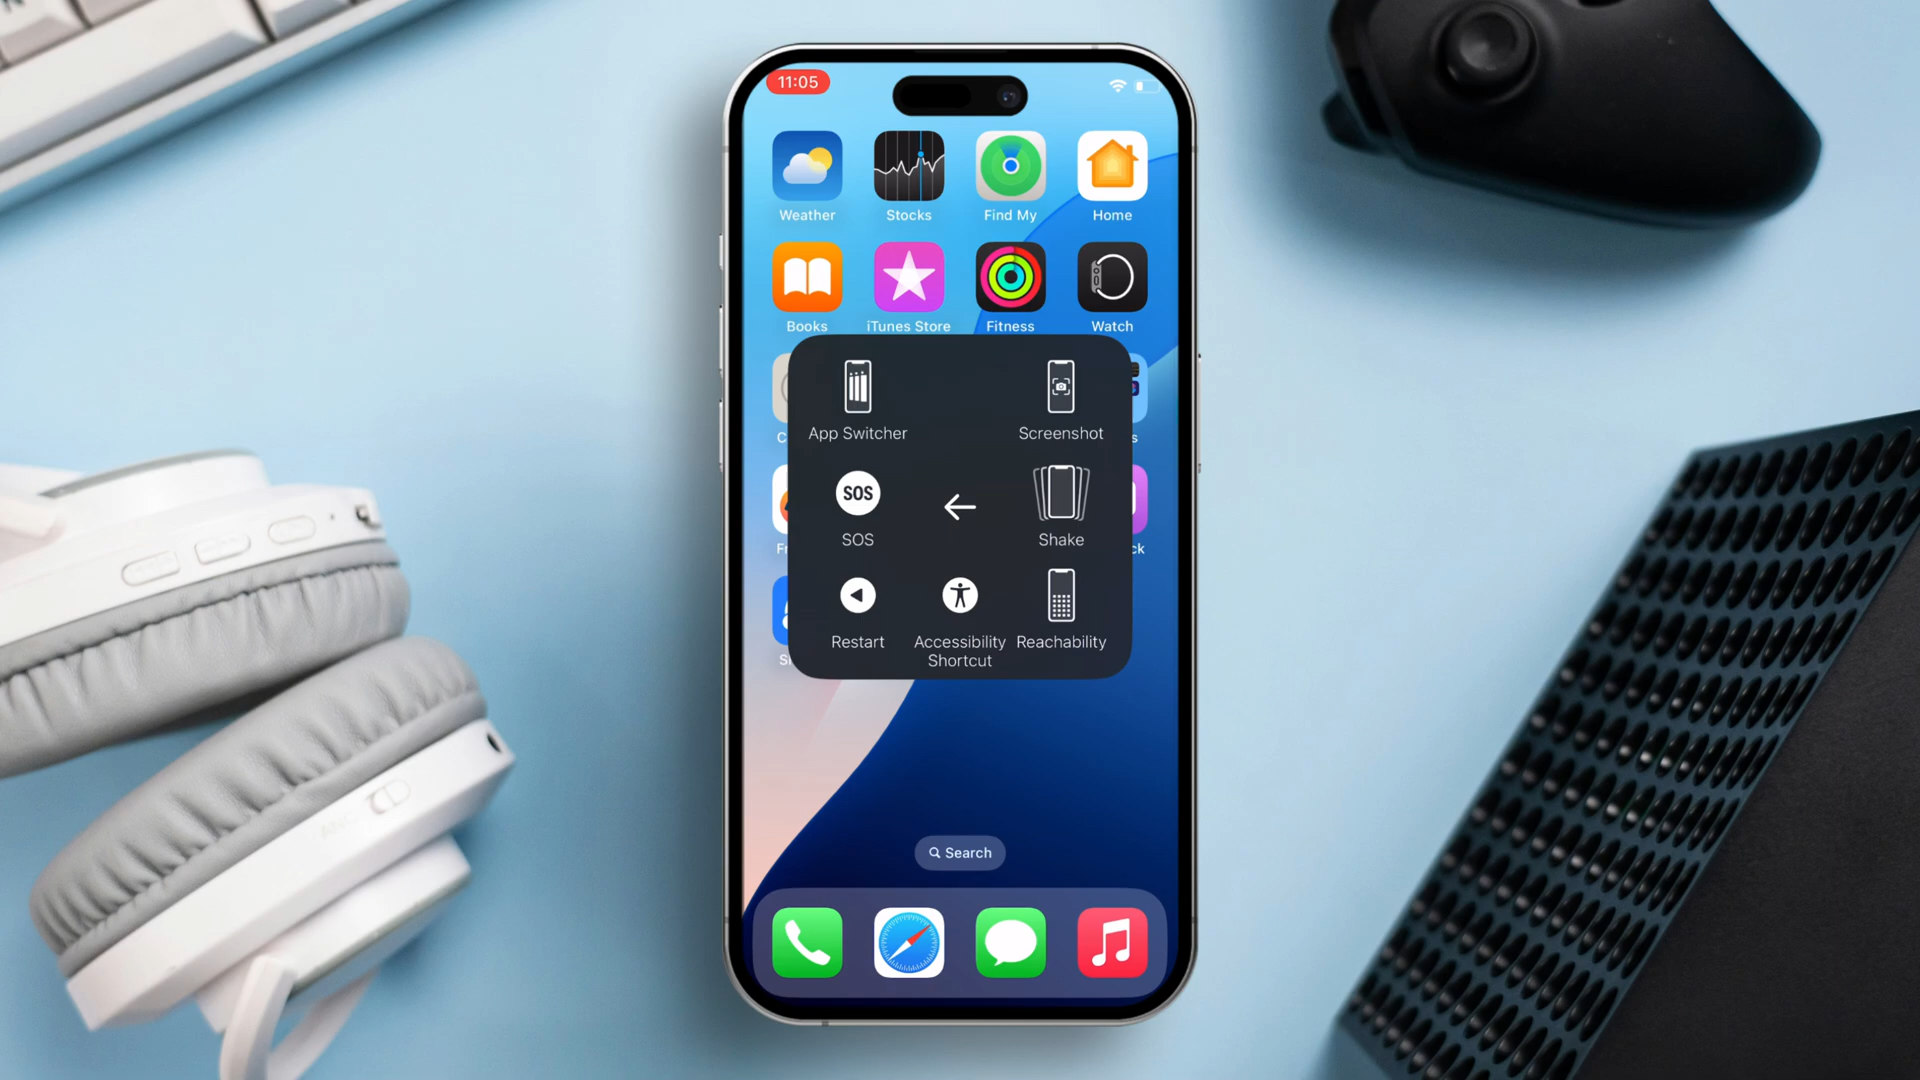 11:05
Weather Stocks Find My Home
Books iTunes Store Fitness Watch
App Switcher Screenshot
SOS
SOS Shake
Restart Accessibility Reachability
Shortcut
Search